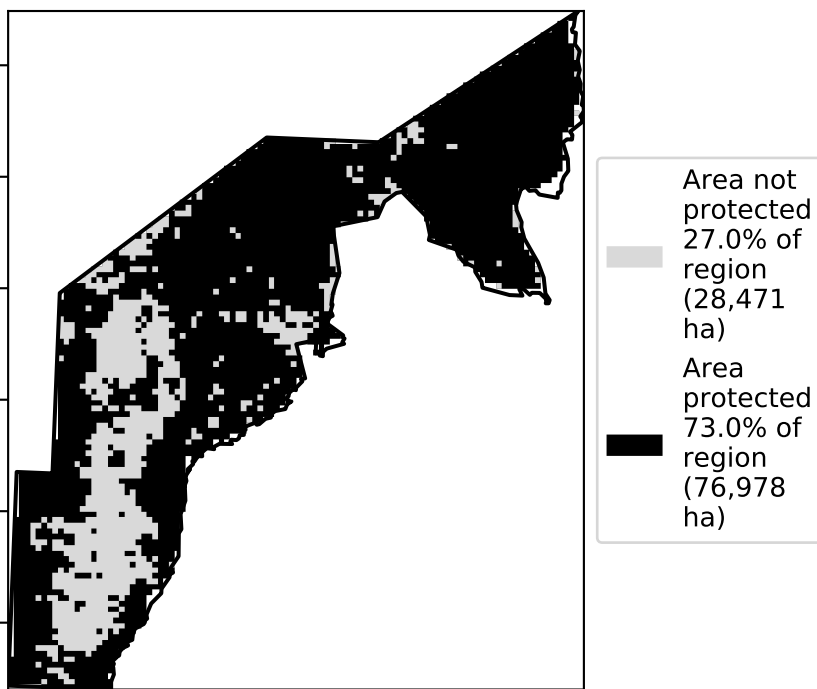 Area not
protected
27.0% of
region
(28,471
ha)
Area
protected
73.0% of
region
(76,978
ha)